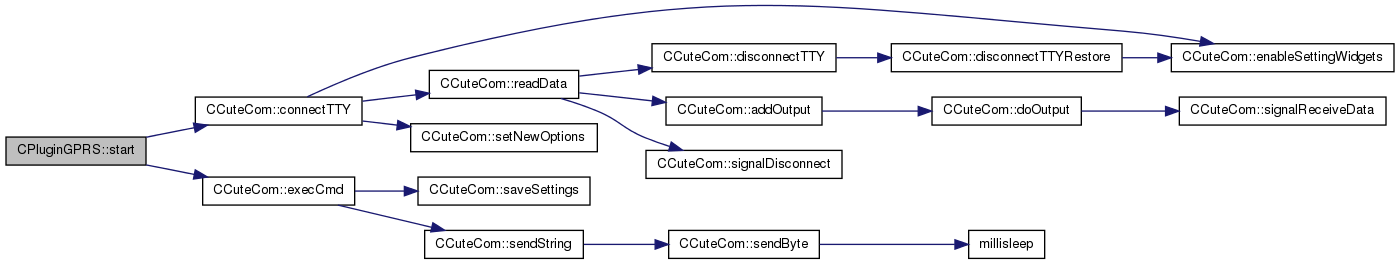 CPluginGPRS::start
CCuteCom::connectTTY
CCuteCom::execCmd
CCuteCom::readData
CCuteCom::setNewOptions
CCuteCom::saveSettings
CCuteCom::sendString
CCuteCom::disconnectTTY
CCuteCom::addOutput
CCuteCom::signalDisconnect
CCuteCom::sendByte
CCuteCom::disconnectTTYRestore
CCuteCom::doOutput
millisleep
CCuteCom::enableSettingWidgets
CCuteCom::signalReceiveData